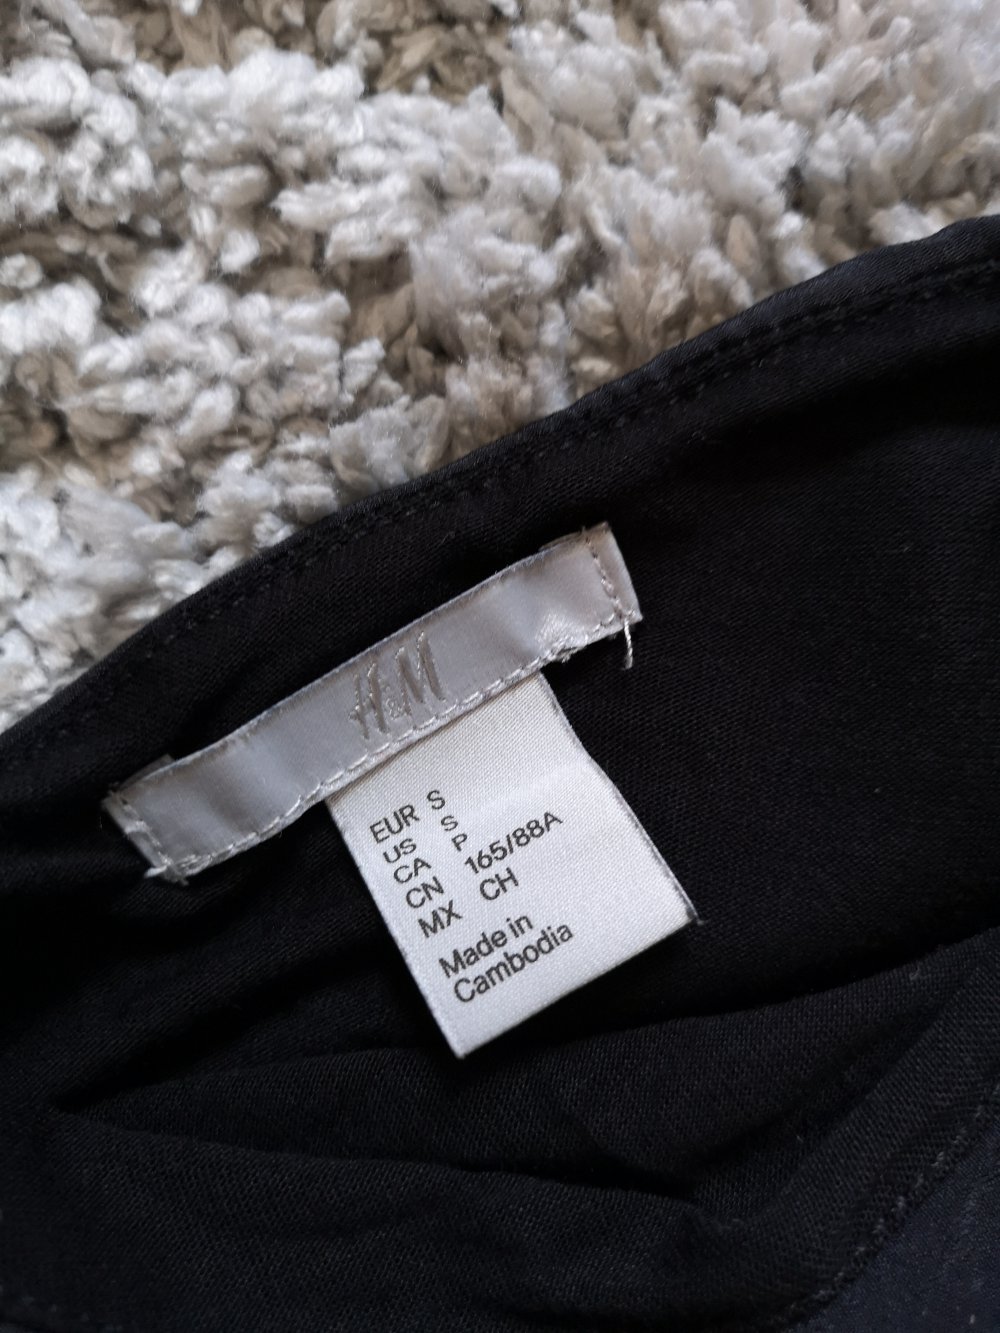 H&M
EUR S
US S
CA P
CN 165/88A
MX CH
Made in
Cambodia